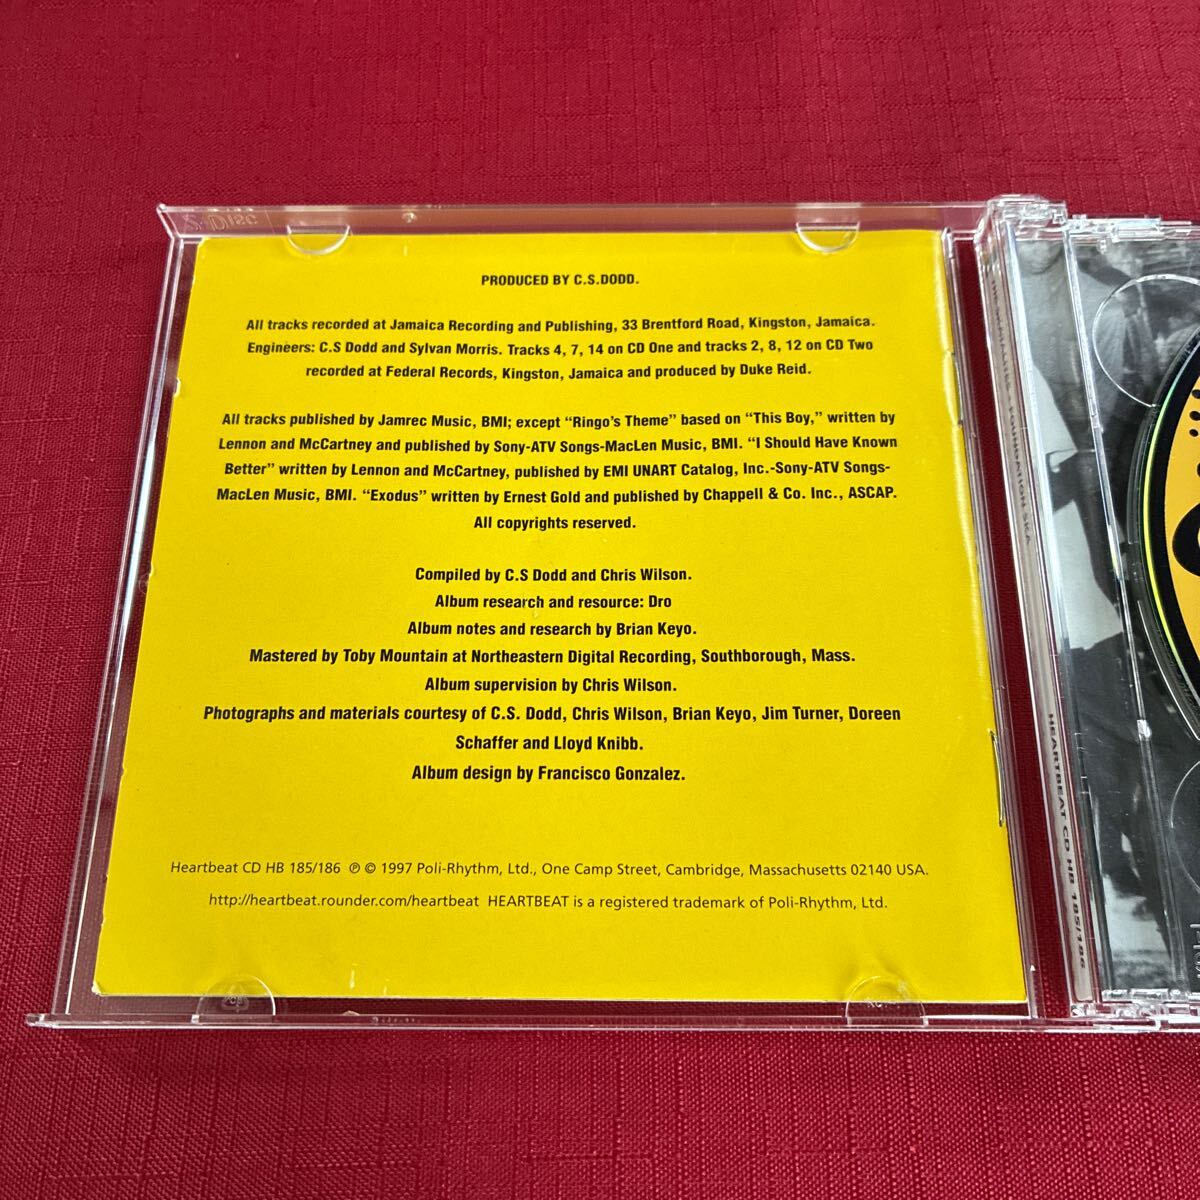 2 Disc
PRODUCED BY C.S.DODD.
All tracks recorded at Jamaica Recording and Publishing, 33 Brentford Road, Kingston, Jamaica.
Engineers: C.S Dodd and Sylvan Morris. Tracks 4, 7, 14 on CD One and tracks 2, 8, 12 on CD Two
recorded at Federal Records, Kingston, Jamaica and produced by Duke Reid.
All tracks published by Jamrec Music, BMI; except “Ringo’s Theme” based on “This Boy,” written by
Lennon and McCartney and published by Sony-ATV Songs-MacLen Music, BMI. “I Should Have Known
Better” written by Lennon and McCartney, published by EMI UNART Catalog, Inc.-Sony-ATV Songs-
MacLen Music, BMI. “Exodus” written by Ernest Gold and published by Chappell & Co. Inc., ASCAP.
All copyrights reserved.
Compiled by C.S Dodd and Chris Wilson.
Album research and resource: Dro
Album notes and research by Brian Keyo.
Mastered by Toby Mountain at Northeastern Digital Recording, Southborough, Mass.
Album supervision by Chris Wilson.
Photographs and materials courtesy of C.S. Dodd, Chris Wilson, Brian Keyo, Jim Turner, Doreen
Schaffer and Lloyd Knibb.
Album design by Francisco Gonzalez.
Heartbeat CD HB 185/186 ℗ © 1997 Poli-Rhythm, Ltd., One Camp Street, Cambridge, Massachusetts 02140 USA.
http://heartbeat.rounder.com/heartbeat HEARTBEAT is a registered trademark of Poli-Rhythm, Ltd.
THE SKATALITES • FOUNDATION SKA
HEARTBEAT CD HB 185/186